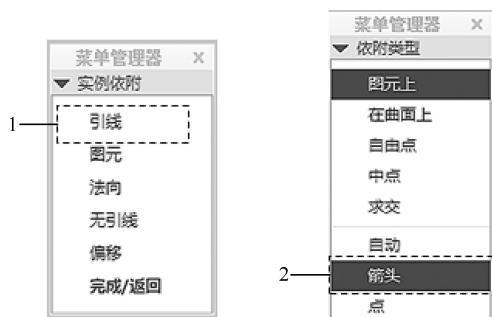 菜单管理器 ×
▼ 实例依附
1
引线
图元
法向
无引线
偏移
完成/返回
菜单管理器 ×
▼ 依附类型
图元上
在曲面上
自由点
中点
求交
自动
2
箭头
点